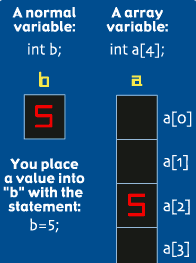 A normal
variable:
int b;
b
5
You place
a value into
"b" with the
statement:
b=5;
A array
variable:
int a[4];
a
a[0]
a[1]
5
a[2]
a[3]